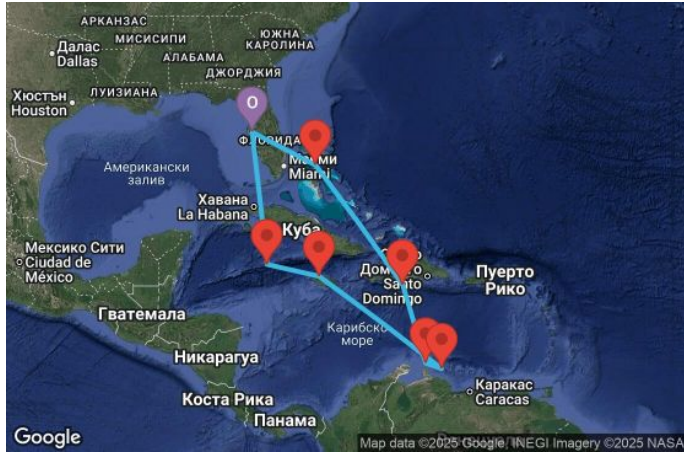 АРКАНЗАС
МИСИСИПИ
ЮЖНА
КАРОЛИНА
Далас
Dallas
АЛАБАМА
ДЖОРДЖИЯ
Хюстън
Houston
ЛУИЗИАНА
O
ФЛОРИДА
Miami
Американски
залив
Хавана
La Habana
Куба
Мексико Сити
Ciudad de
México
Santo
Domingo
Пуерто
Рико
Гватемала
Карибско
море
Никарагуа
Каракас
Caracas
Коста Рика
Панама
Google
Map data ©2025 Google, INEGI Imagery ©2025 NASA